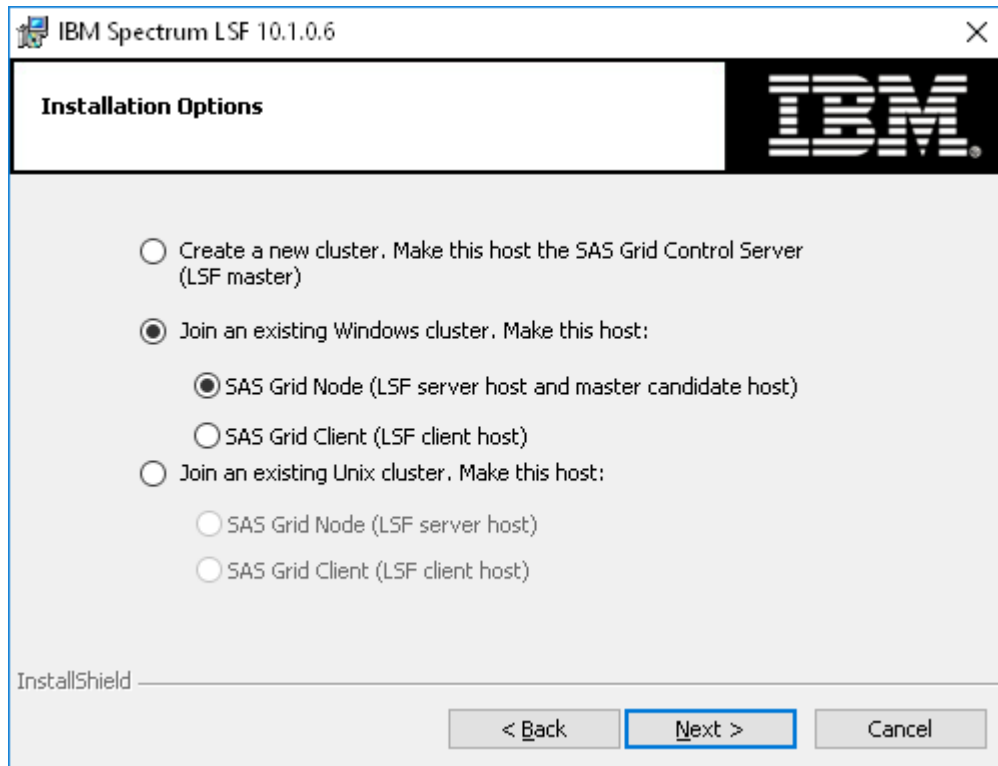 IBM Spectrum LSF 10.1.0.6
Installation Options
IBM
Create a new cluster. Make this host the SAS Grid Control Server
(LSF master)
Join an existing Windows cluster. Make this host:
SAS Grid Node (LSF server host and master candidate host)
SAS Grid Client (LSF client host)
Join an existing Unix cluster. Make this host:
SAS Grid Node (LSF server host)
SAS Grid Client (LSF client host)
InstallShield
< Back
Next >
Cancel